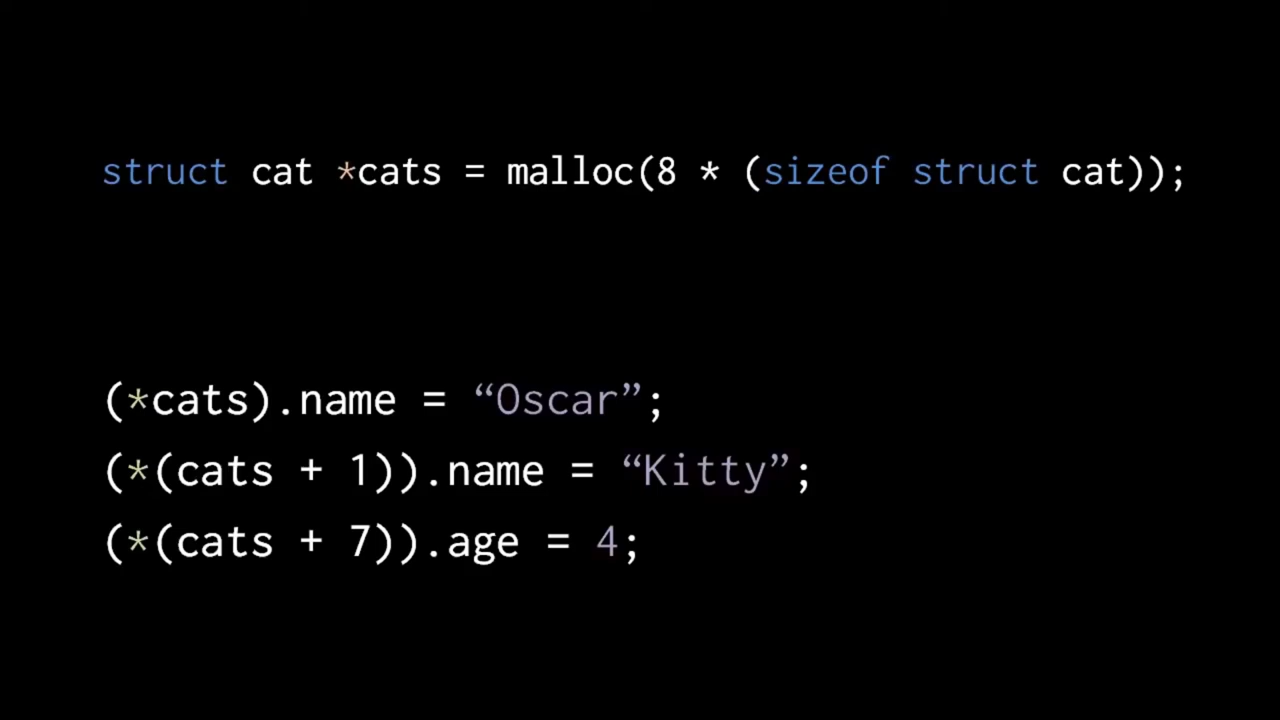 struct cat *cats = malloc(8 * (sizeof struct cat));
(*cats).name = “Oscar”;
(*(cats + 1)).name = “Kitty”;
(*(cats + 7)).age = 4;